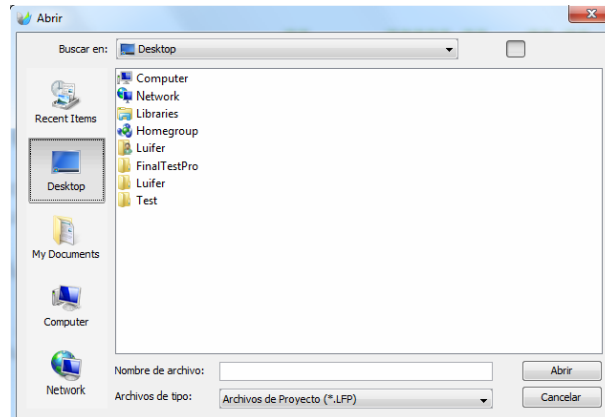 Abrir
Buscar en: Desktop
Computer
Network
Libraries
Homegroup
Luifer
FinalTestPro
Luifer
Test
Recent Items
Desktop
My Documents
Computer
Network
Nombre de archivo:
Abrir
Archivos de tipo: Archivos de Proyecto (*.LFP)
Cancelar